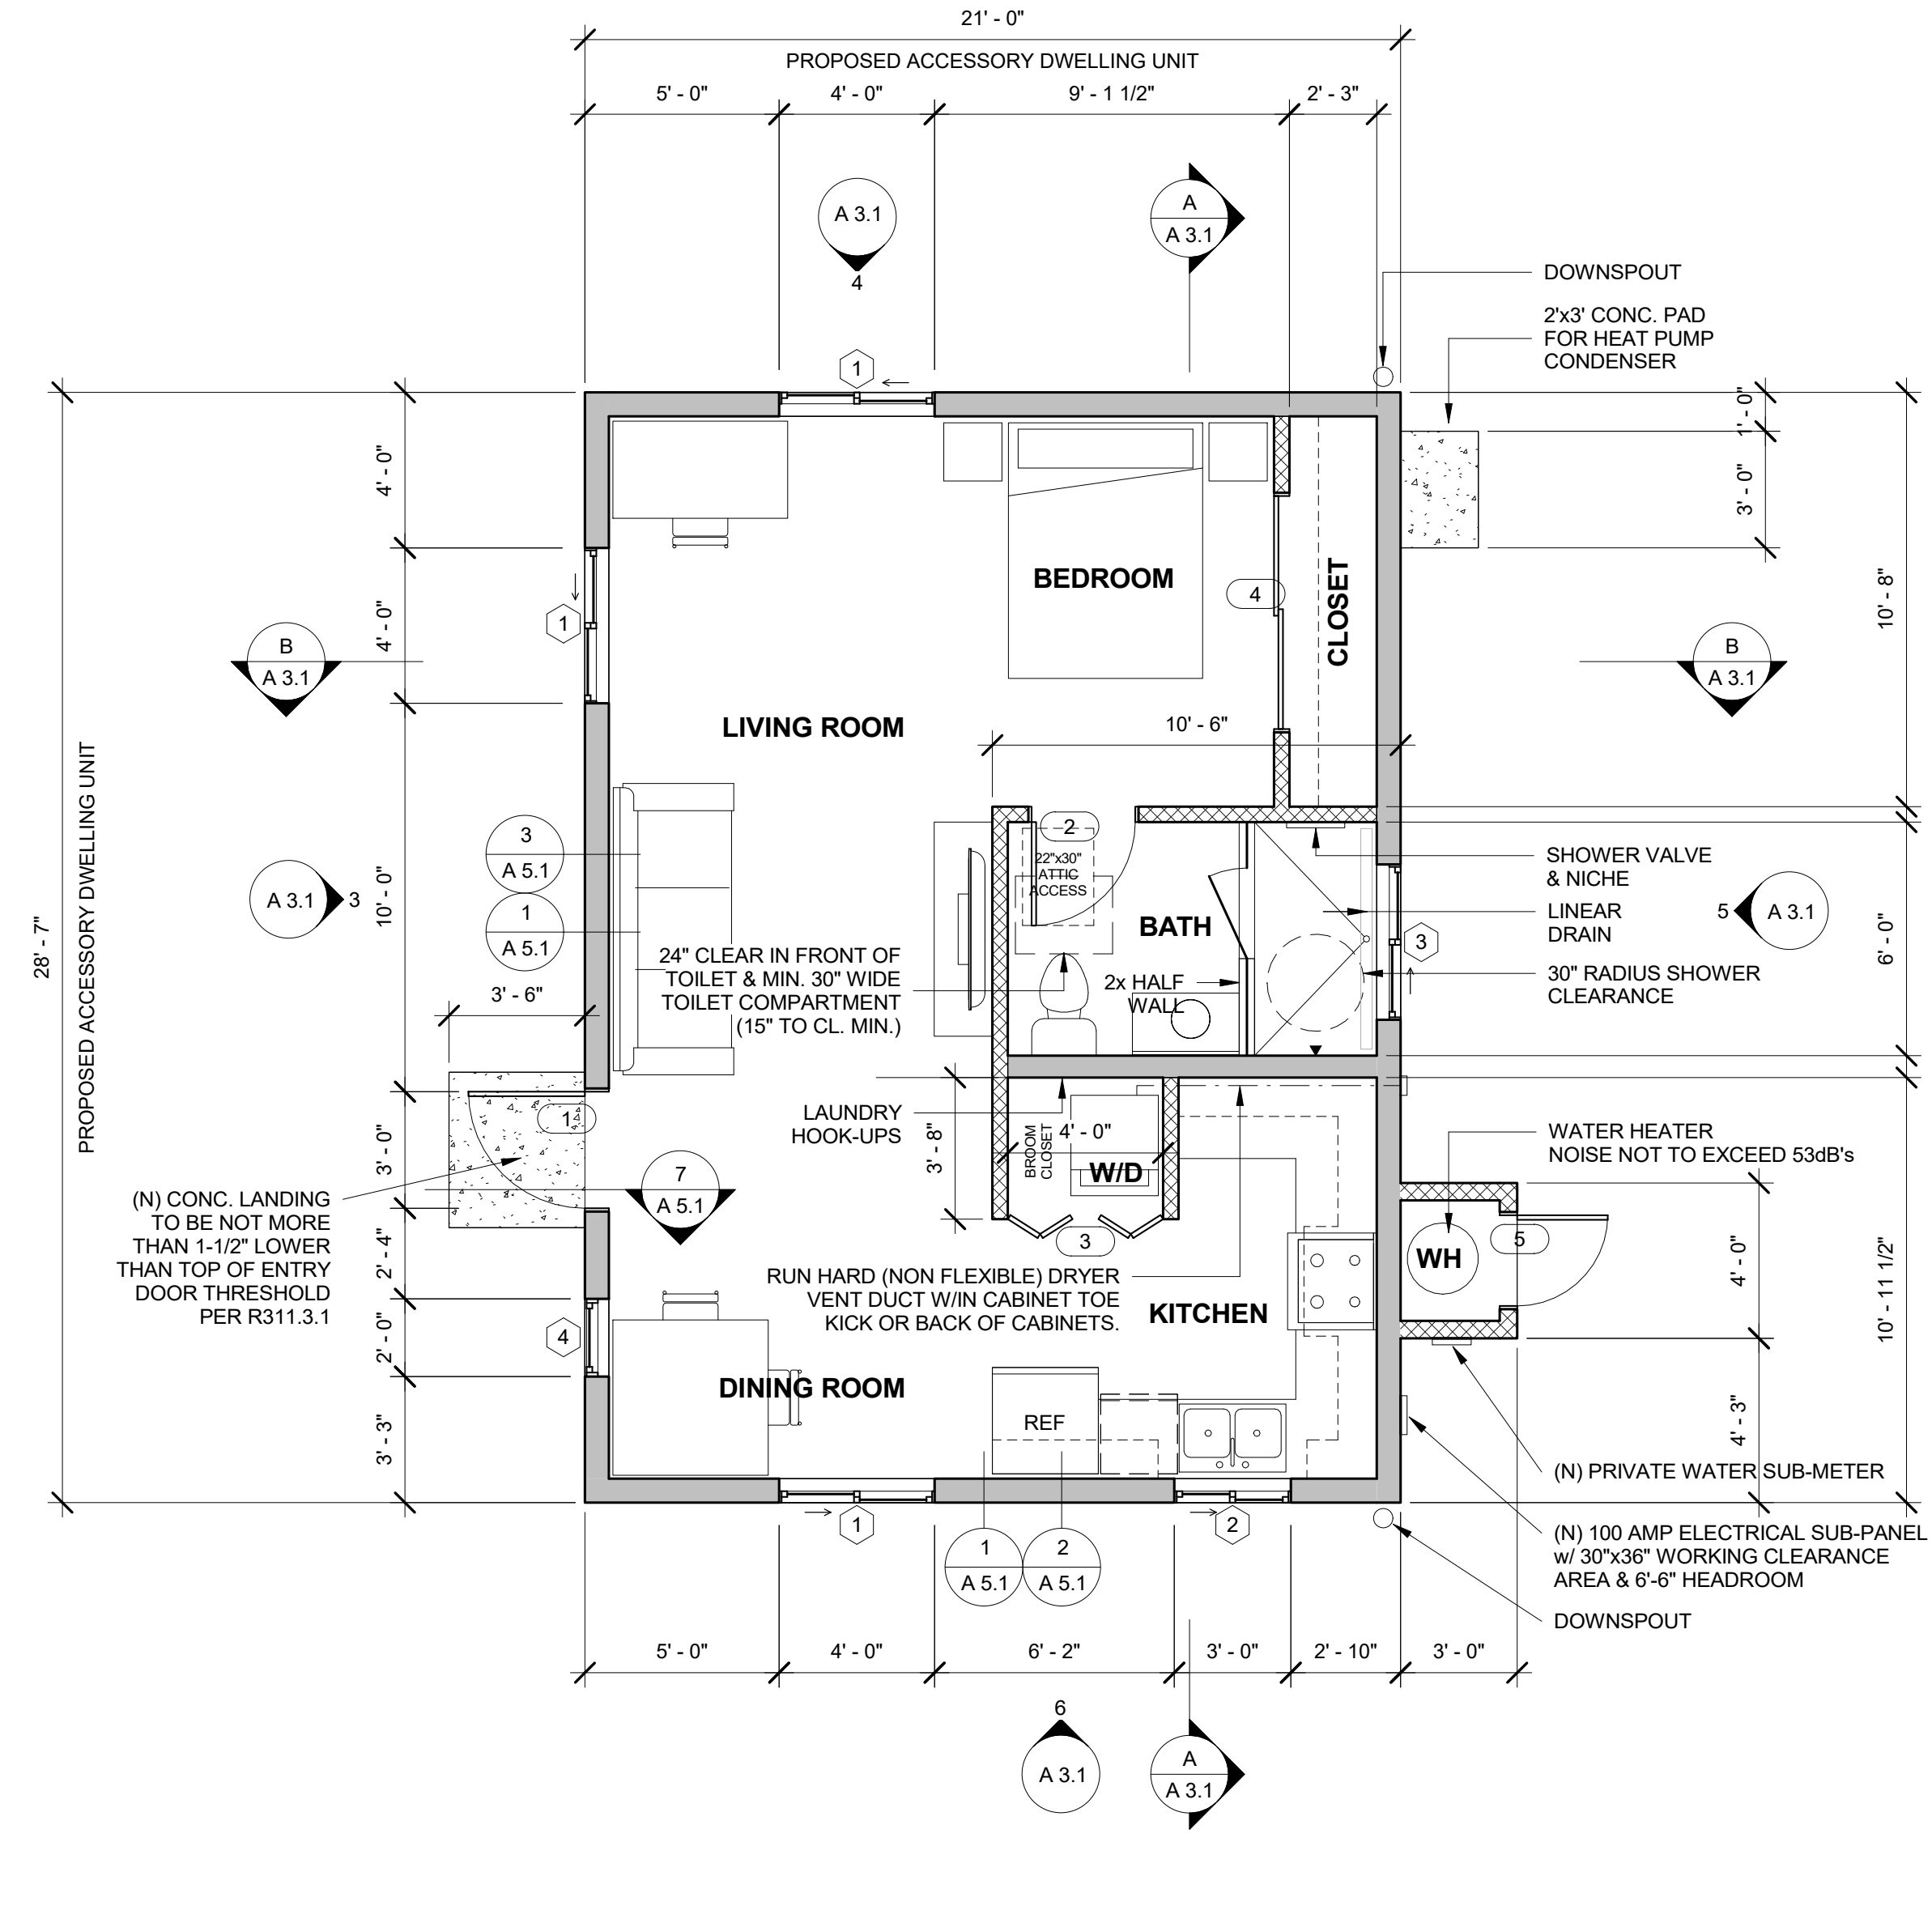 21' - 0"
PROPOSED ACCESSORY DWELLING UNIT
5' - 0"
4' - 0"
9' - 1 1/2"
2' - 3"
A 3.1
4
A
A 3.1
DOWNSPOUT
2'x3' CONC. PAD
FOR HEAT PUMP
CONDENSER
1
1' - 0"
3' - 0"
4' - 0"
10' - 8"
BEDROOM
4
CLOSET
1
4' - 0"
B
A 3.1
B
A 3.1
LIVING ROOM
10' - 6"
28' - 7"
PROPOSED ACCESSORY DWELLING UNIT
3
A 5.1
1
A 5.1
A 3.1
3
10' - 0"
2
22"x30"
ATTIC
ACCESS
BATH
2x HALF
WALL
24" CLEAR IN FRONT OF
TOILET & MIN. 30" WIDE
TOILET COMPARTMENT
(15" TO CL. MIN.)
SHOWER VALVE
& NICHE
LINEAR
DRAIN
30" RADIUS SHOWER
CLEARANCE
3
5
A 3.1
6' - 0"
3' - 6"
1
3' - 0"
LAUNDRY
HOOK-UPS
3' - 8"
BROOM
CLOSET
4' - 0"
W/D
3
7
A 5.1
WATER HEATER
NOISE NOT TO EXCEED 53dB's
(N) CONC. LANDING
TO BE NOT MORE
THAN 1-1/2" LOWER
THAN TOP OF ENTRY
DOOR THRESHOLD
PER R311.3.1
2' - 4"
RUN HARD (NON FLEXIBLE) DRYER
VENT DUCT W/IN CABINET TOE
KICK OR BACK OF CABINETS.
KITCHEN
WH
5
4' - 0"
10' - 11 1/2"
4
2' - 0"
DINING ROOM
REF
3' - 3"
4' - 3"
(N) PRIVATE WATER SUB-METER
(N) 100 AMP ELECTRICAL SUB-PANEL
w/ 30"x36" WORKING CLEARANCE
AREA & 6'-6" HEADROOM
DOWNSPOUT
1
2
1
A 5.1
2
A 5.1
5' - 0"
4' - 0"
6' - 2"
3' - 0"
2' - 10"
3' - 0"
6
A 3.1
A
A 3.1